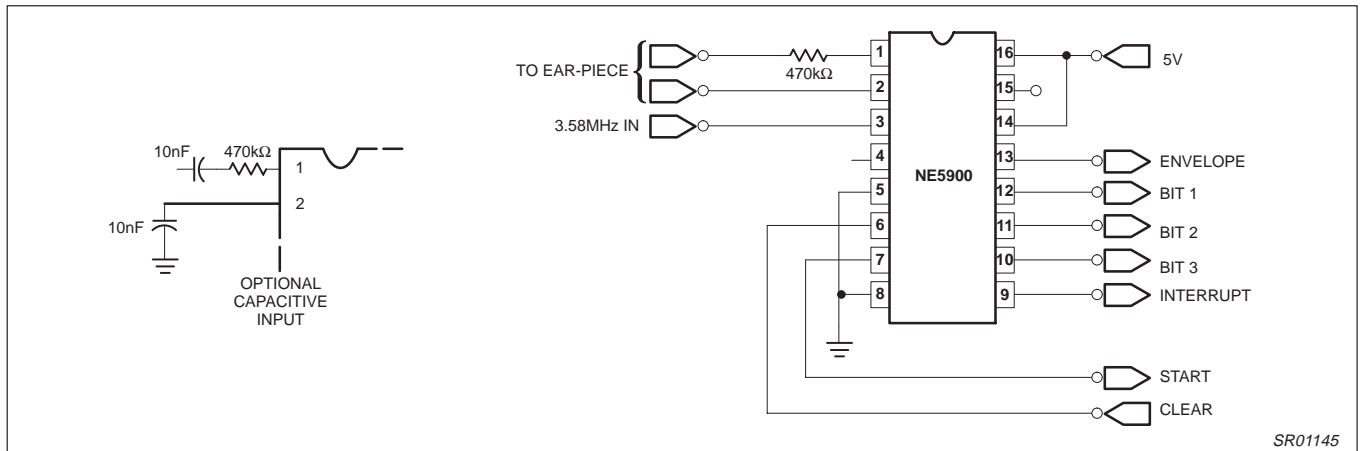 TO EAR-PIECE
470kΩ
3.58MHz IN
1
2
3
4
5
6
7
8
NE5900
16
15
14
13
12
11
10
9
5V
ENVELOPE
BIT 1
BIT 2
BIT 3
INTERRUPT
START
CLEAR
10nF
470kΩ
1
2
10nF
OPTIONAL
CAPACITIVE
INPUT
SR01145